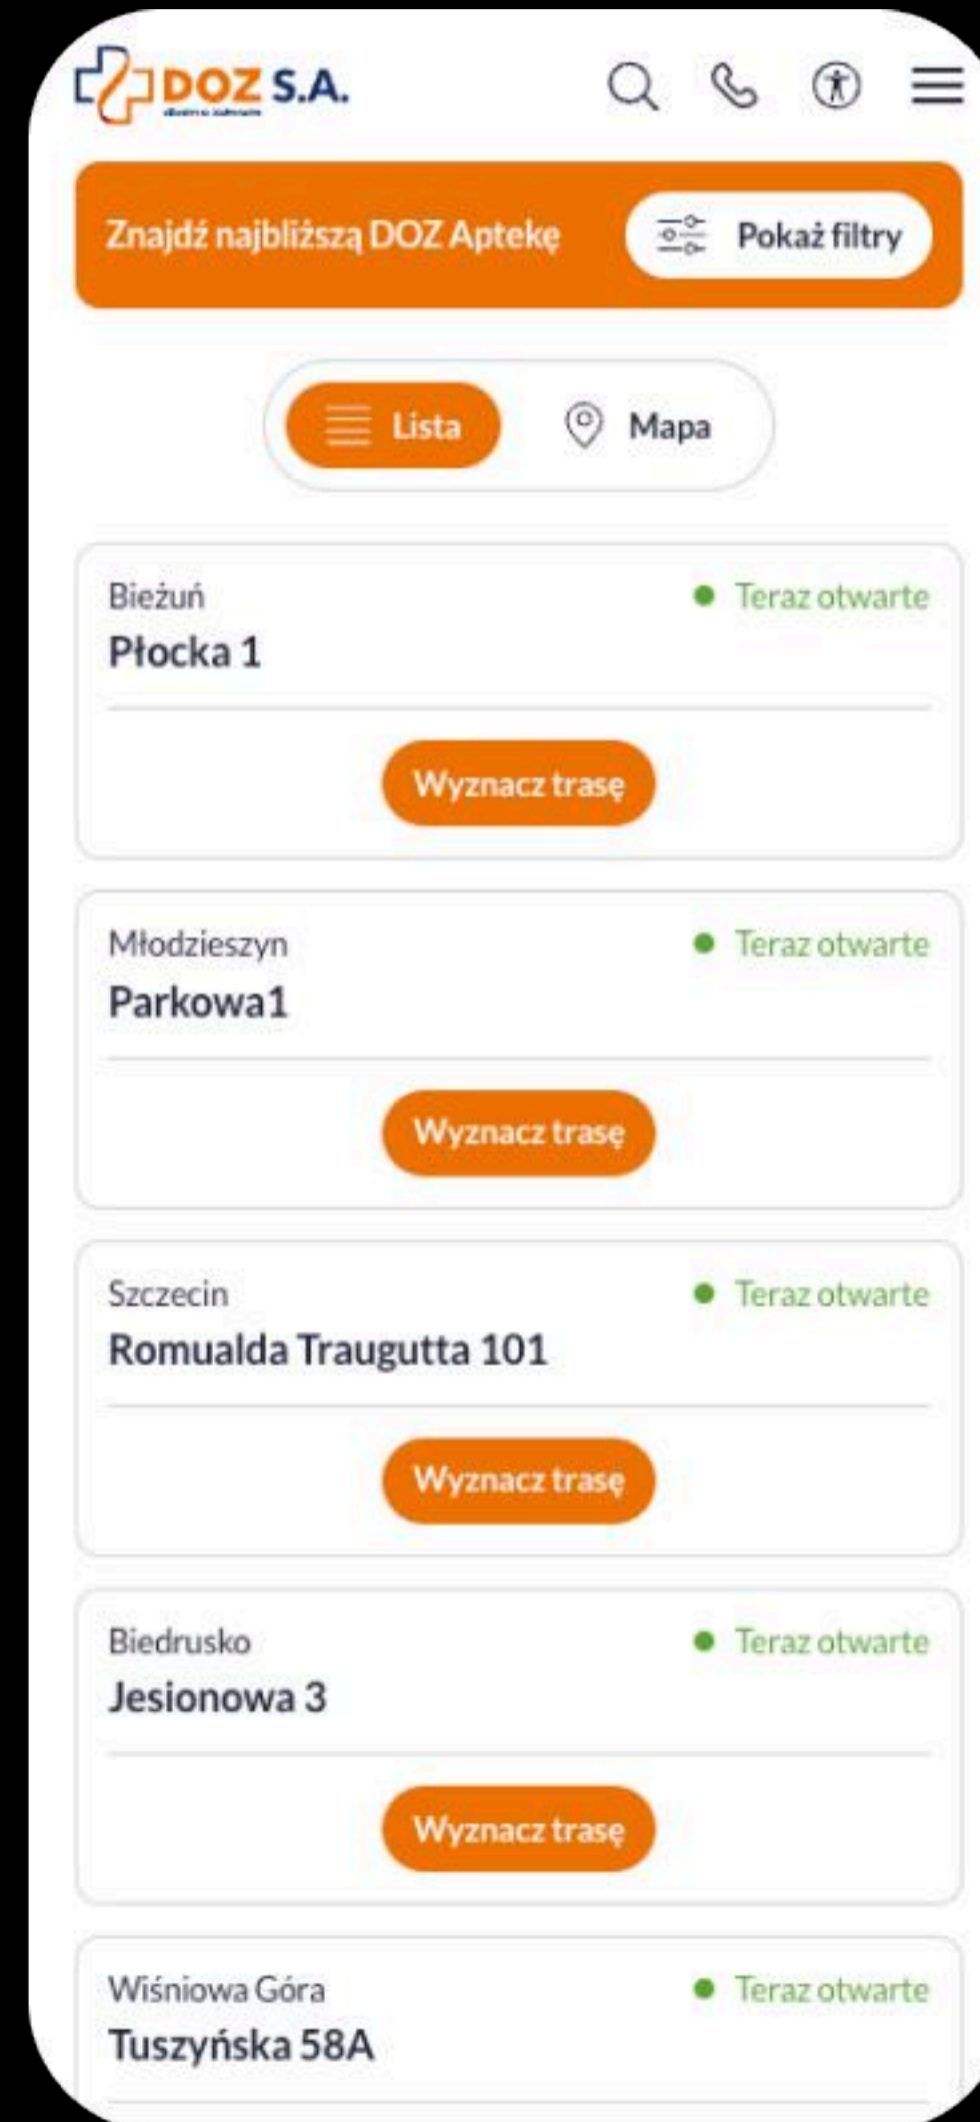 DOZ S.A.
Znajdź najbliższą DOZ Aptekę
Pokaż filtry
Lista
Mapa
Bieżuń
Teraz otwarte
Płocka 1
Wyznacz trasę
Młodzieszyn
Teraz otwarte
Parkowa1
Wyznacz trasę
Szczecin
Teraz otwarte
Romualda Traugutta 101
Wyznacz trasę
Biedrusko
Teraz otwarte
Jesionowa 3
Wyznacz trasę
Wiśniowa Góra
Teraz otwarte
Tuszyńska 58A